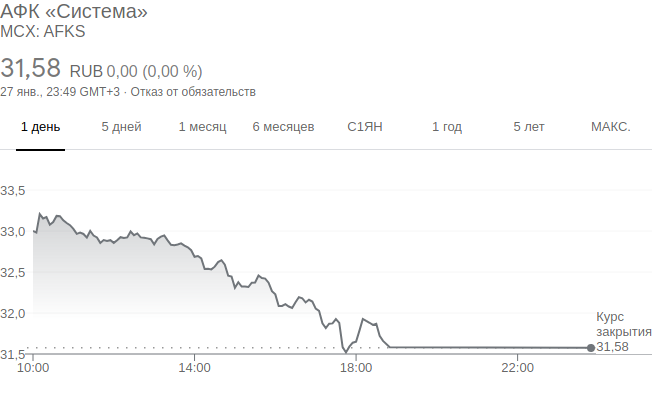 АФК «Система»
MCX: AFKS
31,58 RUB 0,00 (0,00 %)
27 янв., 23:49 GMT+3 · Отказ от обязательств
1 день 5 дней 1 месяц 6 месяцев С1ЯН 1 год 5 лет МАКС.
33,5
33,0
32,5
32,0
31,5
Курс
закрытия
31,58
10:00 14:00 18:00 22:00